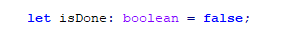 let isDone: boolean = false;